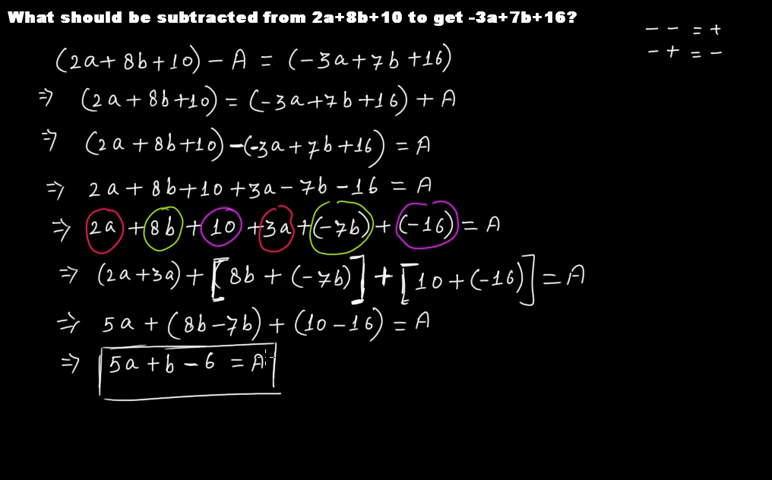 What should be subtracted from 2a+8b+10 to get -3a+7b+16?
- - = +
- + = -
(2a+8b+10) - A = (-3a+7b+16)
⇒ (2a+8b+10) = (-3a+7b+16) + A
⇒ (2a+8b+10) - (-3a+7b+16) = A
⇒ 2a+8b+10+3a-7b-16 = A
⇒ 2a + 8b + 10 + 3a + (-7b) + (-16) = A
⇒ (2a+3a) + [8b + (-7b)] + [10+(-16)] = A
⇒ 5a + (8b-7b) + (10-16) = A
⇒ 5a + b - 6 = A